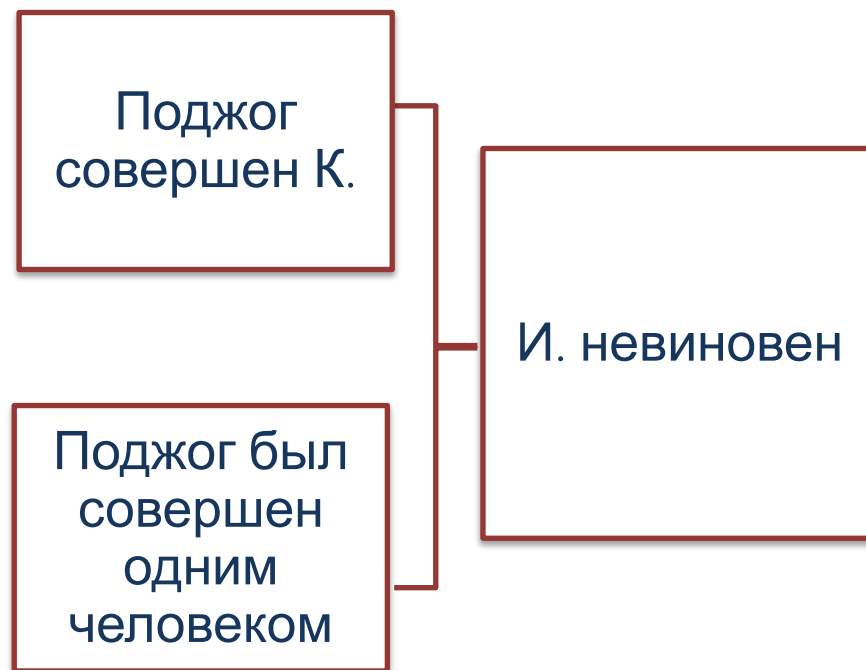 Поджог
совершен К.
И. невиновен
Поджог был
совершен
одним
человеком